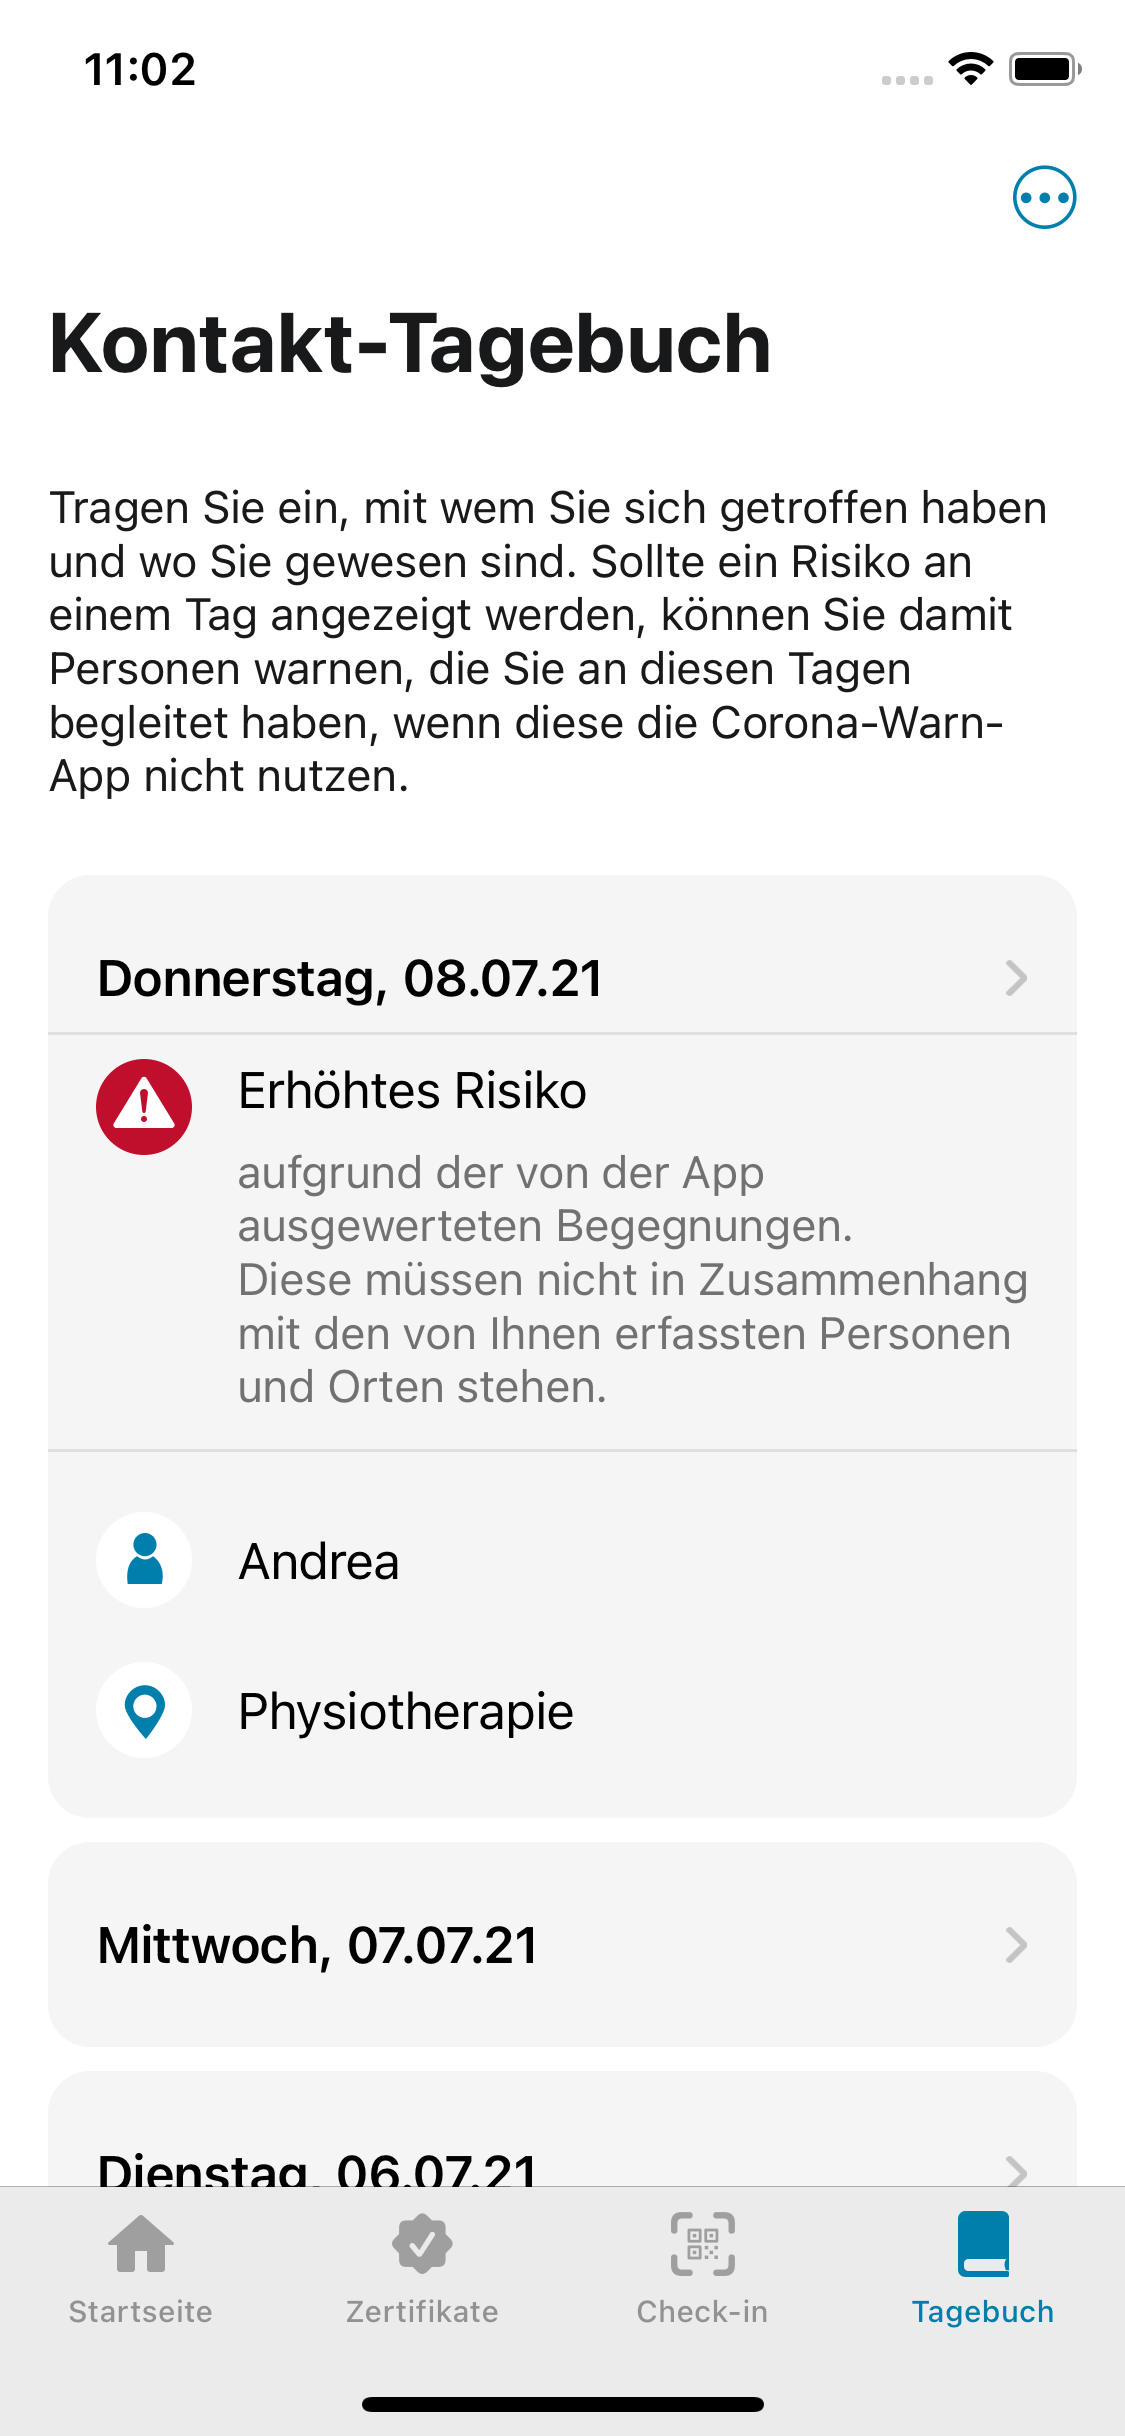 11:02
Kontakt-Tagebuch
Tragen Sie ein, mit wem Sie sich getroffen haben
und wo Sie gewesen sind. Sollte ein Risiko an
einem Tag angezeigt werden, können Sie damit
Personen warnen, die Sie an diesen Tagen
begleitet haben, wenn diese die Corona-Warn-
App nicht nutzen.
Donnerstag, 08.07.21
Erhöhtes Risiko
aufgrund der von der App
ausgewerteten Begegnungen.
Diese müssen nicht in Zusammenhang
mit den von Ihnen erfassten Personen
und Orten stehen.
Andrea
Physiotherapie
Mittwoch, 07.07.21
Dienstag, 06.07.21
Startseite
Zertifikate
Check-in
Tagebuch